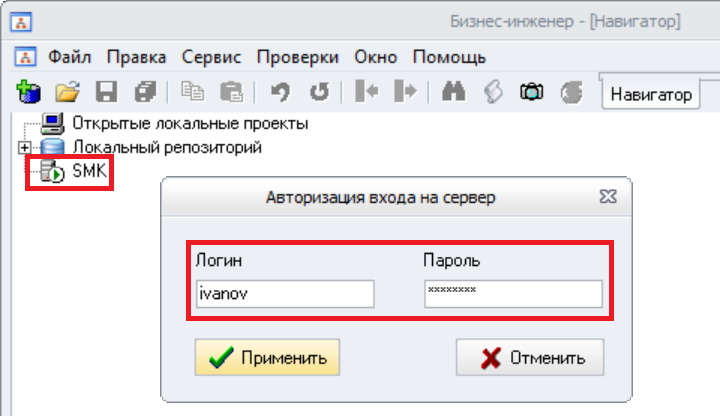 Бизнес-инженер - [Навигатор]
Файл Правка Сервис Проверки Окно Помощь
Навигатор
Открытые локальные проекты
Локальный репозиторий
SMK
Авторизация входа на сервер
Логин Пароль
ivanov ********
Применить Отменить